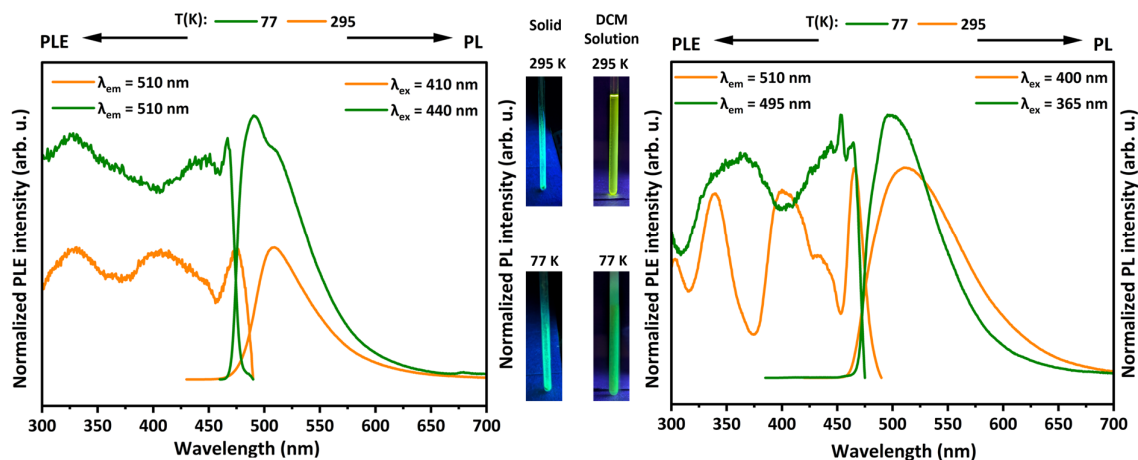 T(K): 77 295
PLE PL
λem = 510 nm
λem = 510 nm
λex = 410 nm
λex = 440 nm
Normalized PLE intensity (arb. u.)
Normalized PL intensity (arb. u.)
300 350 400 450 500 550 600 650 700
Wavelength (nm)
Solid
DCM
Solution
295 K 295 K
77 K 77 K
T(K): 77 295
PLE PL
λem = 510 nm
λem = 495 nm
λex = 400 nm
λex = 365 nm
Normalized PLE intensity (arb. u.)
Normalized PL intensity (arb. u.)
300 350 400 450 500 550 600 650 700
Wavelength (nm)